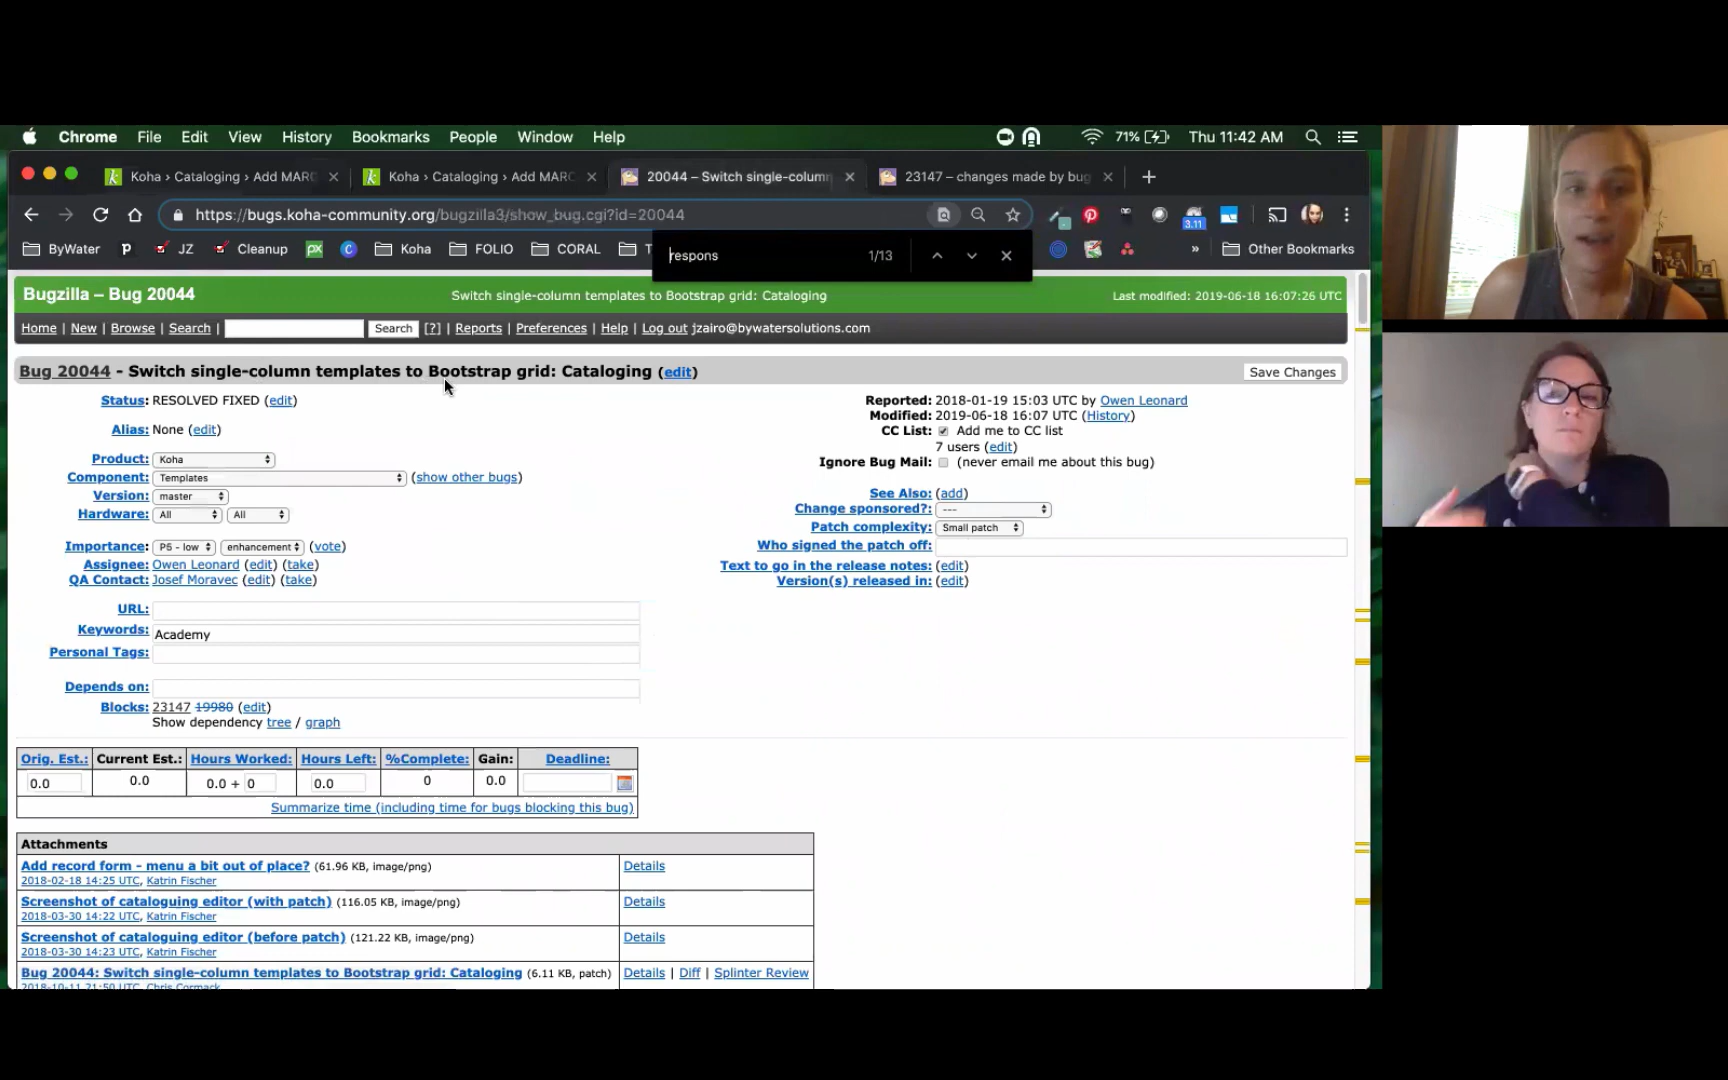 Chrome File Edit View History Bookmarks People Window Help 71% Thu 11:42 AM
Koha › Cataloging › Add MARC Koha › Cataloging › Add MARC 20044 – Switch single-column 23147 – changes made by bug
https://bugs.koha-community.org/bugzilla3/show_bug.cgi?id=20044 3.11
ByWater JZ Cleanup px Koha FOLIO CORAL T » Other Bookmarks
respons 1/13
Bugzilla – Bug 20044 Switch single-column templates to Bootstrap grid: Cataloging Last modified: 2019-06-18 16:07:26 UTC
Home | New | Browse | Search | Search [?] | Reports | Preferences | Help | Log out jzairo@bywatersolutions.com
Bug 20044 - Switch single-column templates to Bootstrap grid: Cataloging (edit) Save Changes
Status: RESOLVED FIXED (edit)
Alias: None (edit)
Product: Koha
Component: Templates (show other bugs)
Version: master
Hardware: All All
Importance: P5 - low enhancement (vote)
Assignee: Owen Leonard (edit) (take)
QA Contact: Josef Moravec (edit) (take)
URL:
Keywords: Academy
Personal Tags:
Depends on:
Blocks: 23147 19980 (edit)
Show dependency tree / graph
Reported: 2018-01-19 15:03 UTC by Owen Leonard
Modified: 2019-06-18 16:07 UTC (History)
CC List: Add me to CC list
7 users (edit)
Ignore Bug Mail: (never email me about this bug)
See Also: (add)
Change sponsored?: ---
Patch complexity: Small patch
Who signed the patch off:
Text to go in the release notes: (edit)
Version(s) released in: (edit)
Orig. Est.: Current Est.: Hours Worked: Hours Left: %Complete: Gain: Deadline:
0.0 0.0 0.0 + 0 0.0 0 0.0
Summarize time (including time for bugs blocking this bug)
Attachments
Add record form - menu a bit out of place? (61.96 KB, image/png) Details
2018-02-18 14:25 UTC, Katrin Fischer
Screenshot of cataloguing editor (with patch) (116.05 KB, image/png) Details
2018-03-30 14:22 UTC, Katrin Fischer
Screenshot of cataloguing editor (before patch) (121.22 KB, image/png) Details
2018-03-30 14:23 UTC, Katrin Fischer
Bug 20044: Switch single-column templates to Bootstrap grid: Cataloging (6.11 KB, patch) Details | Diff | Splinter Review
2018-10-11 21:50 UTC, Chris Cormack